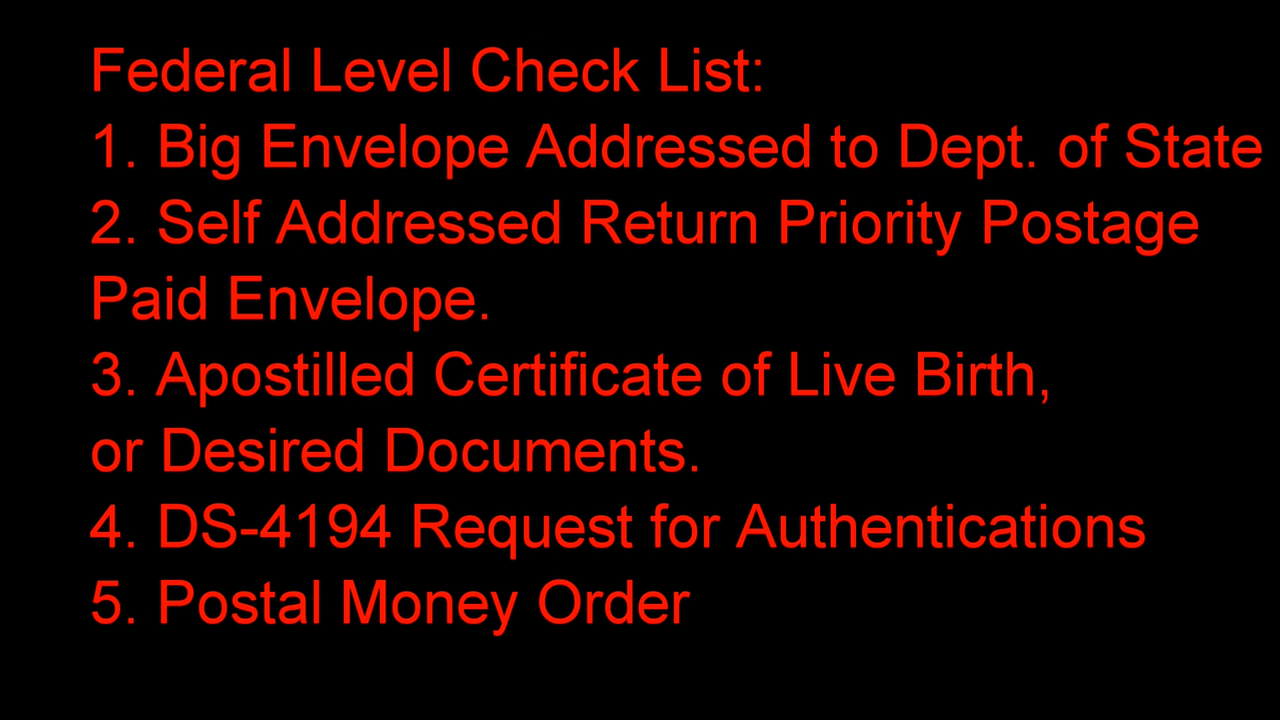 Federal Level Check List:
1. Big Envelope Addressed to Dept. of State
2. Self Addressed Return Priority Postage
Paid Envelope.
3. Apostilled Certificate of Live Birth,
or Desired Documents.
4. DS-4194 Request for Authentications
5. Postal Money Order